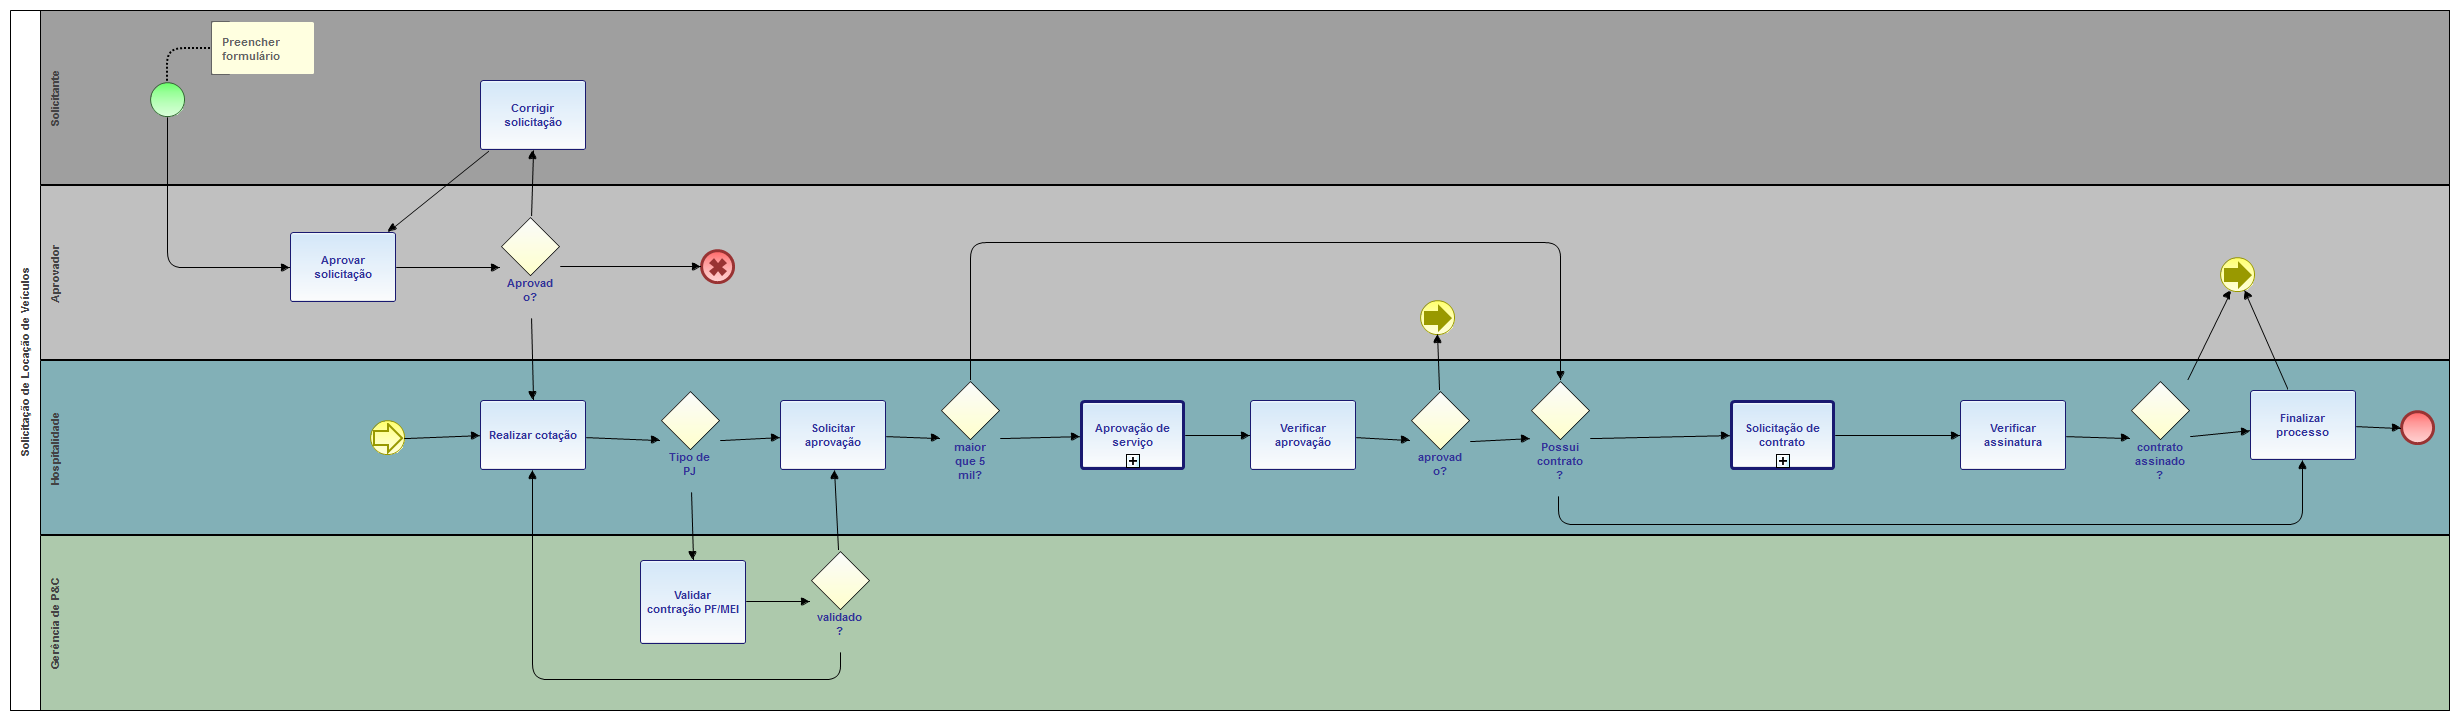 Solicitação de Locação de Veículos
Solicitante
Preencher
formulário
Corrigir
solicitação
Aprovador
Aprovar
solicitação
Aprovad
o?
Hospitalidade
Realizar cotação
Tipo de
PJ
Solicitar
aprovação
maior
que 5
mil?
Aprovação de
serviço
Verificar
aprovação
aprovad
o?
Possui
contrato
?
Solicitação de
contrato
Verificar
assinatura
contrato
assinado
?
Finalizar
processo
Gerência de P&C
Validar
contração PF/MEI
validado
?